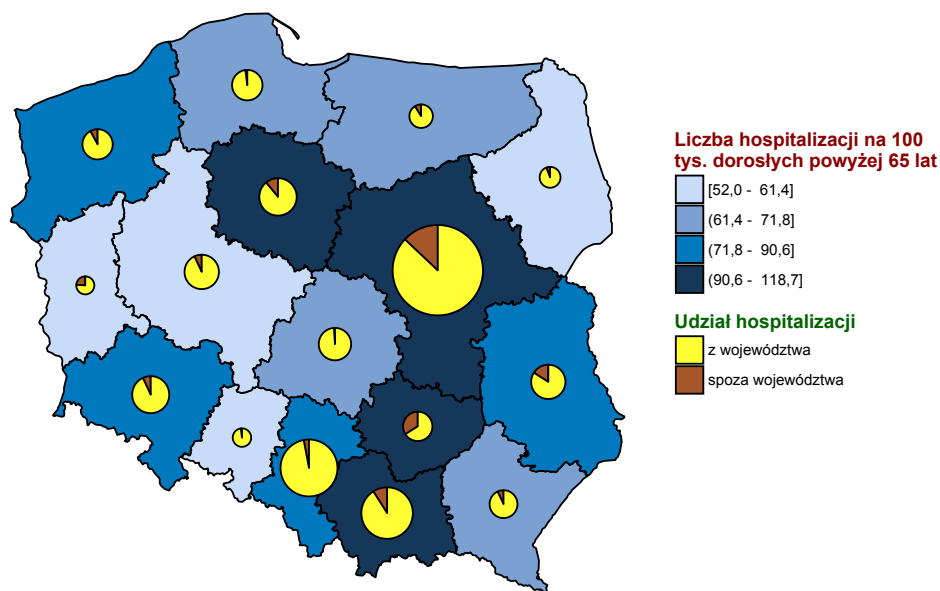 Liczba hospitalizacji na 100
tys. dorosłych powyżej 65 lat
[52,0 - 61,4]
(61,4 - 71,8]
(71,8 - 90,6]
(90,6 - 118,7]
Udział hospitalizacji
z województwa
spoza województwa